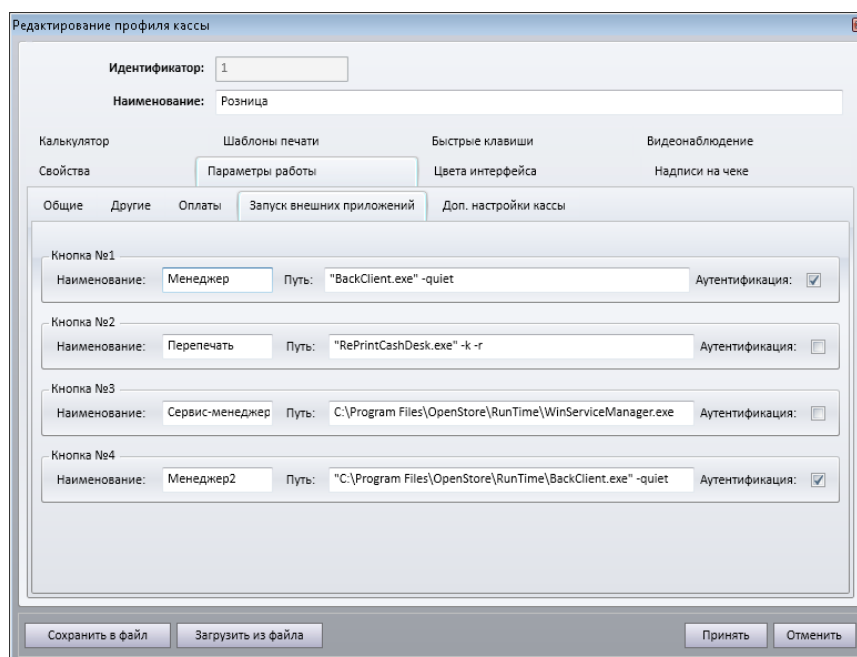 Редактирование профиля кассы
Идентификатор: 1
Наименование: Розница
Калькулятор Шаблоны печати Быстрые клавиши Видеонаблюдение
Свойства Параметры работы Цвета интерфейса Надписи на чеке
Общие Другие Оплаты Запуск внешних приложений Доп. настройки кассы
Кнопка №1
Наименование: Менеджер Путь: "BackClient.exe" -quiet Аутентификация:
Кнопка №2
Наименование: Перепечать Путь: "RePrintCashDesk.exe" -k -r Аутентификация:
Кнопка №3
Наименование: Сервис-менеджер Путь: C:\Program Files\OpenStore\RunTime\WinServiceManager.exe Аутентификация:
Кнопка №4
Наименование: Менеджер2 Путь: "C:\Program Files\OpenStore\RunTime\BackClient.exe" -quiet Аутентификация:
Сохранить в файл Загрузить из файла Принять Отменить